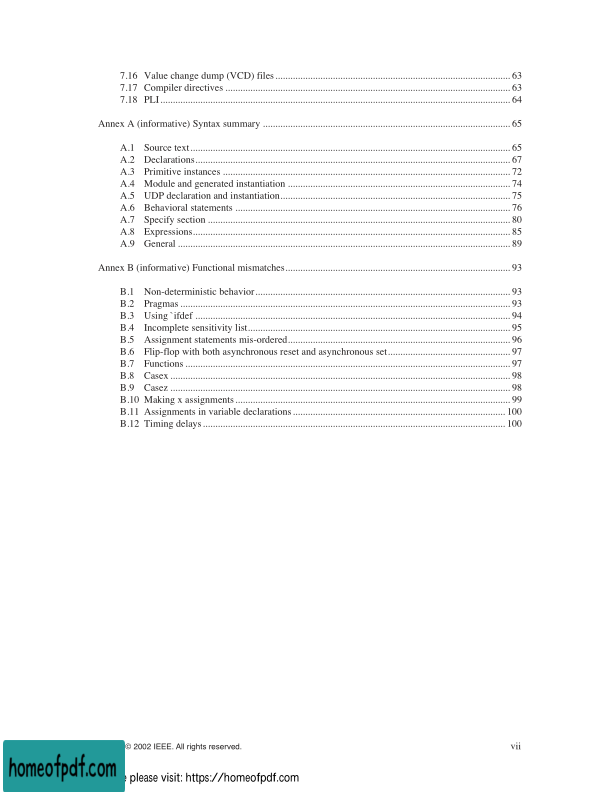 7.16 Value change dump (VCD) files ............................................................................................... 63
7.17 Compiler directives ................................................................................................................... 63
7.18 PLI ............................................................................................................................................. 64
Annex A (informative) Syntax summary .................................................................................................... 65
A.1 Source text ................................................................................................................................. 65
A.2 Declarations ............................................................................................................................... 67
A.3 Primitive instances .................................................................................................................... 72
A.4 Module and generated instantiation .......................................................................................... 74
A.5 UDP declaration and instantiation ............................................................................................. 75
A.6 Behavioral statements ............................................................................................................... 76
A.7 Specify section .......................................................................................................................... 80
A.8 Expressions ................................................................................................................................ 85
A.9 General ...................................................................................................................................... 89
Annex B (informative) Functional mismatches ........................................................................................... 93
B.1 Non-deterministic behavior ....................................................................................................... 93
B.2 Pragmas ..................................................................................................................................... 93
B.3 Using `ifdef ............................................................................................................................... 94
B.4 Incomplete sensitivity list .......................................................................................................... 95
B.5 Assignment statements mis-ordered .......................................................................................... 96
B.6 Flip-flop with both asynchronous reset and asynchronous set .................................................. 97
B.7 Functions ................................................................................................................................... 97
B.8 Casex ......................................................................................................................................... 98
B.9 Casez ......................................................................................................................................... 98
B.10 Making x assignments ............................................................................................................... 99
B.11 Assignments in variable declarations ...................................................................................... 100
B.12 Timing delays .......................................................................................................................... 100
© 2002 IEEE. All rights reserved. vii
homeofpdf.com
please visit: https://homeofpdf.com